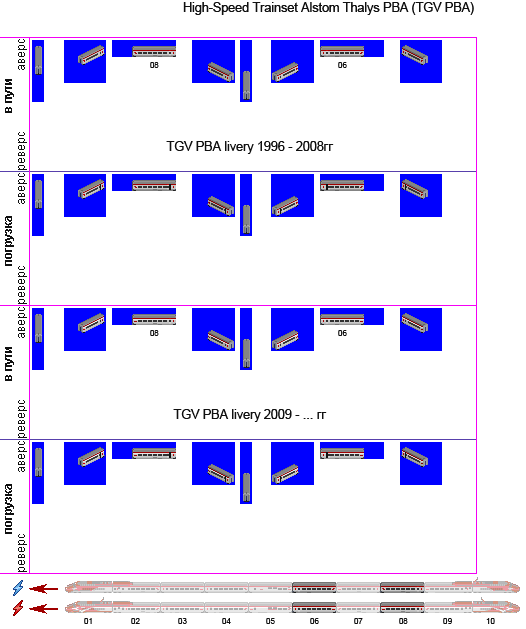 High-Speed Trainset Alstom Thalys PBA (TGV PBA)
аверс
в пути
реверс
08
06
TGV PBA livery 1996 - 2008гг
аверс
погрузка
реверс
аверс
в пути
реверс
08
06
TGV PBA livery 2009 - ... гг
аверс
погрузка
реверс
01 02 03 04 05 06 07 08 09 10